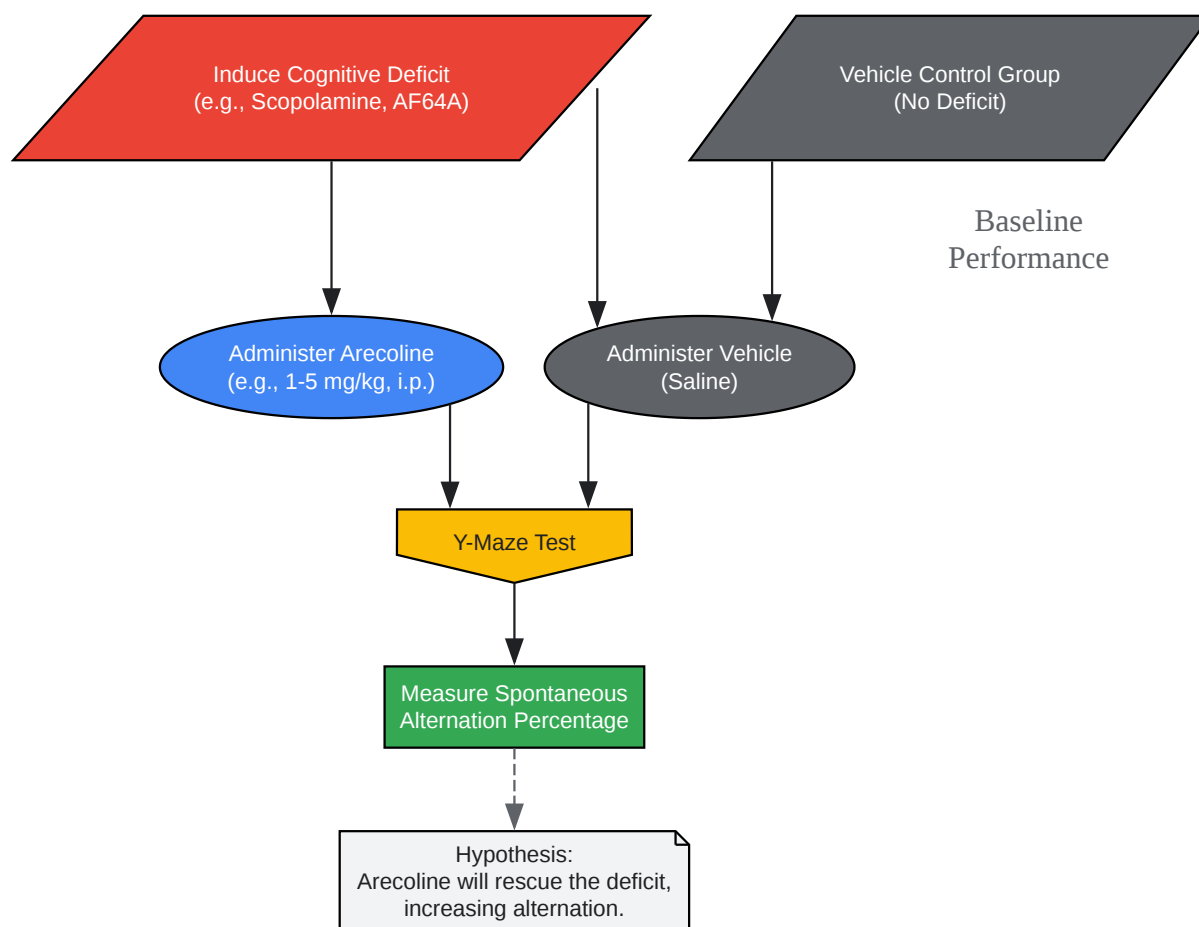 Induce Cognitive Deficit
(e.g., Scopolamine, AF64A)
Vehicle Control Group
(No Deficit)
Baseline
Performance
Administer Arecoline
(e.g., 1-5 mg/kg, i.p.)
Administer Vehicle
(Saline)
Y-Maze Test
Measure Spontaneous
Alternation Percentage
Hypothesis:
Arecoline will rescue the deficit,
increasing alternation.